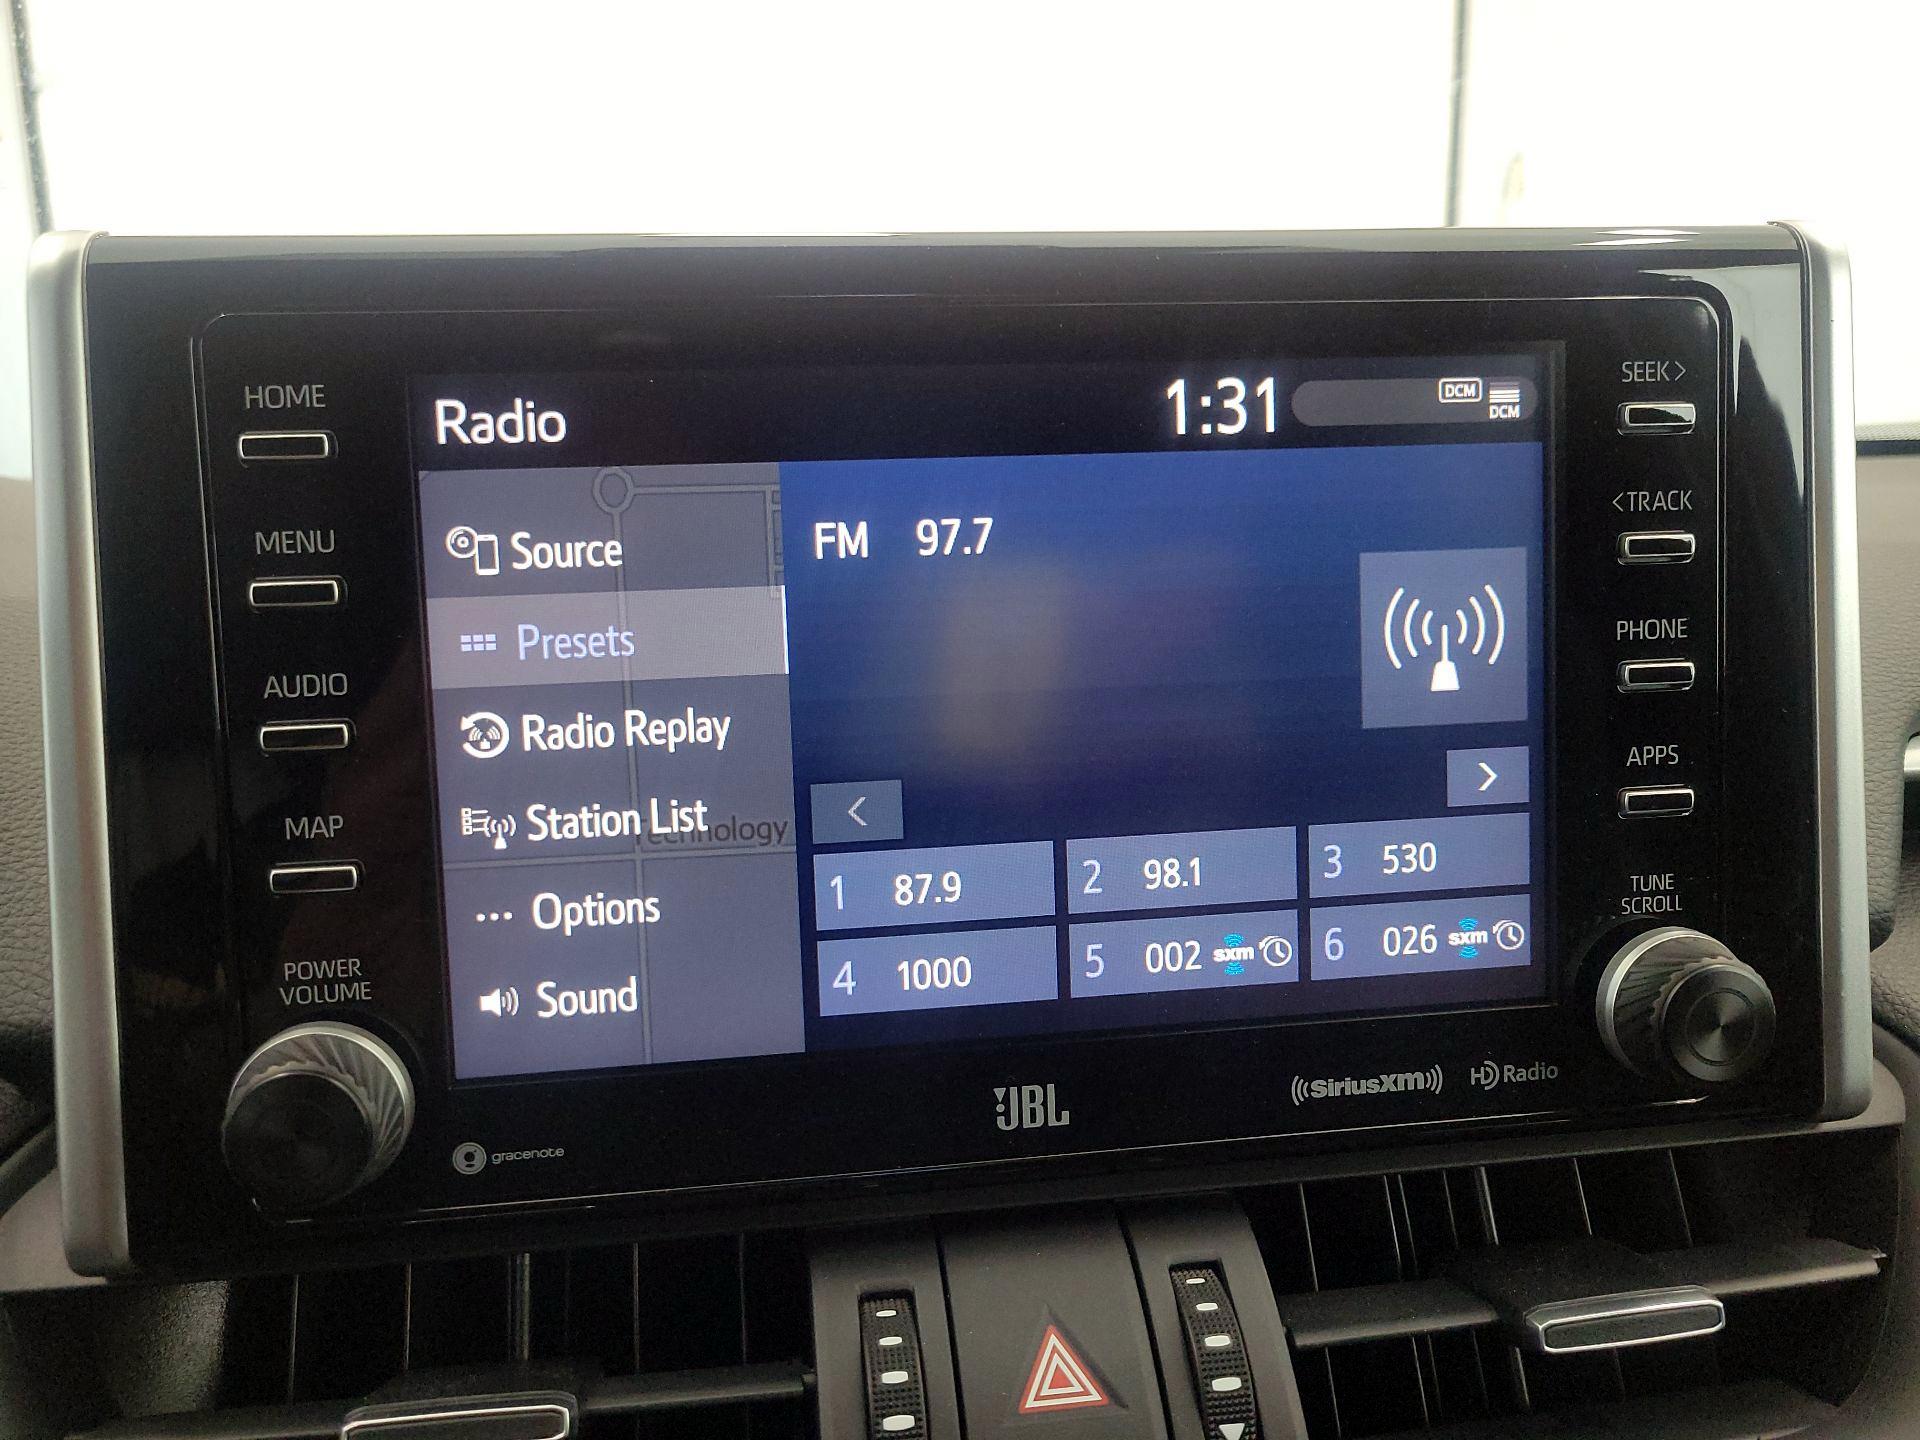 HOME
MENU
AUDIO
MAP
POWER
VOLUME
Radio
1:31
DCM
DCM
Source
Presets
Radio Replay
Station List
Technology
... Options
Sound
FM 97.7
<
>
1 87.9
2 98.1
3 530
4 1000
5 002 sxm
6 026 sxm
SEEK>
<TRACK
PHONE
APPS
TUNE
SCROLL
gracenote
JBL
((SiriusXM))
HD Radio